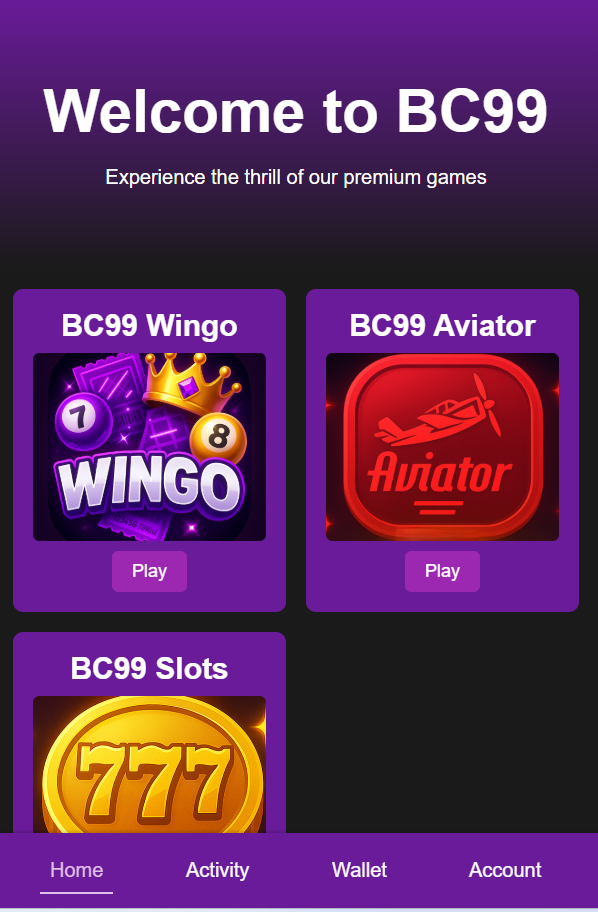 Welcome to BC99
Experience the thrill of our premium games
BC99 Wingo
7
8
WINGO
Play
BC99 Aviator
Aviator
Play
BC99 Slots
777
Home
Activity
Wallet
Account